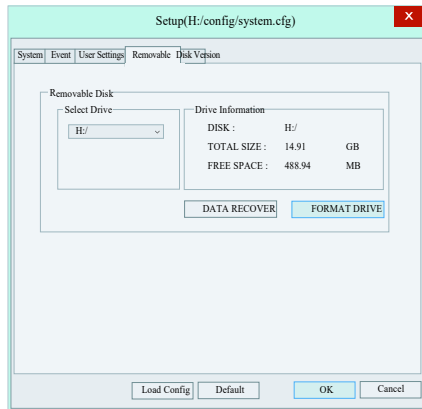 Setup(H:/config/system.cfg)
X
System Event User Settings Removable Disk Version
Removable Disk
Select Drive
H:/
Drive Information
DISK : H:/
TOTAL SIZE : 14.91 GB
FREE SPACE : 488.94 MB
DATA RECOVER FORMAT DRIVE
Load Config Default OK Cancel